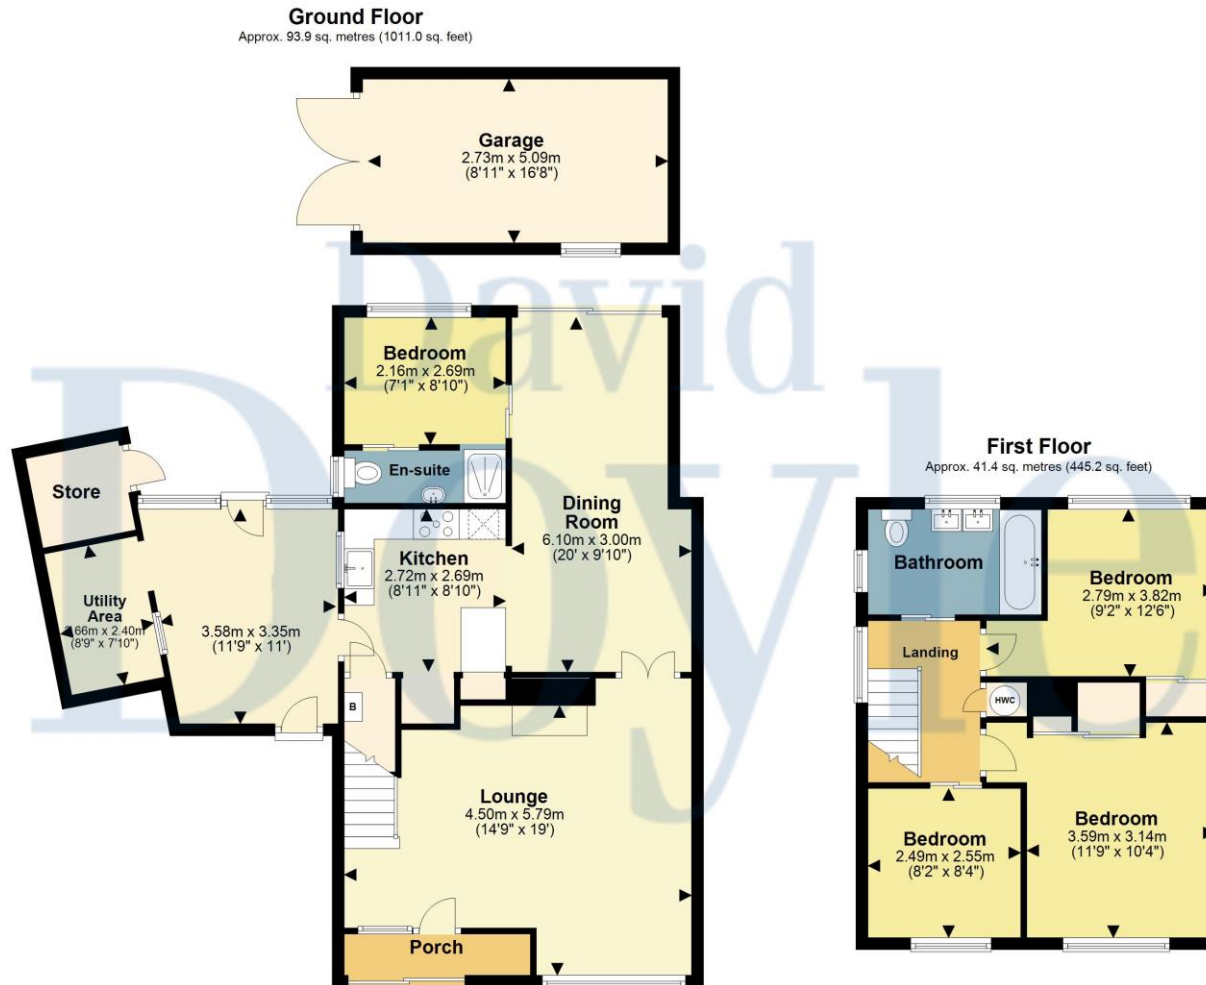 Ground Floor
Approx. 93.9 sq. metres (1011.0 sq. feet)
Garage
2.73m x 5.09m
(8'11" x 16'8")
David
Doyle
Bedroom
2.16m x 2.69m
(7'1" x 8'10")
En-suite
Store
Dining
Room
6.10m x 3.00m
(20' x 9'10")
Kitchen
2.72m x 2.69m
(8'11" x 8'10")
Utility
Area
2.66m x 2.40m
(8'9" x 7'10")
3.58m x 3.35m
(11'9" x 11')
B
Lounge
4.50m x 5.79m
(14'9" x 19')
Porch
First Floor
Approx. 41.4 sq. metres (445.2 sq. feet)
Bathroom
Bedroom
2.79m x 3.82m
(9'2" x 12'6")
Landing
HWC
Bedroom
3.59m x 3.14m
(11'9" x 10'4")
Bedroom
2.49m x 2.55m
(8'2" x 8'4")